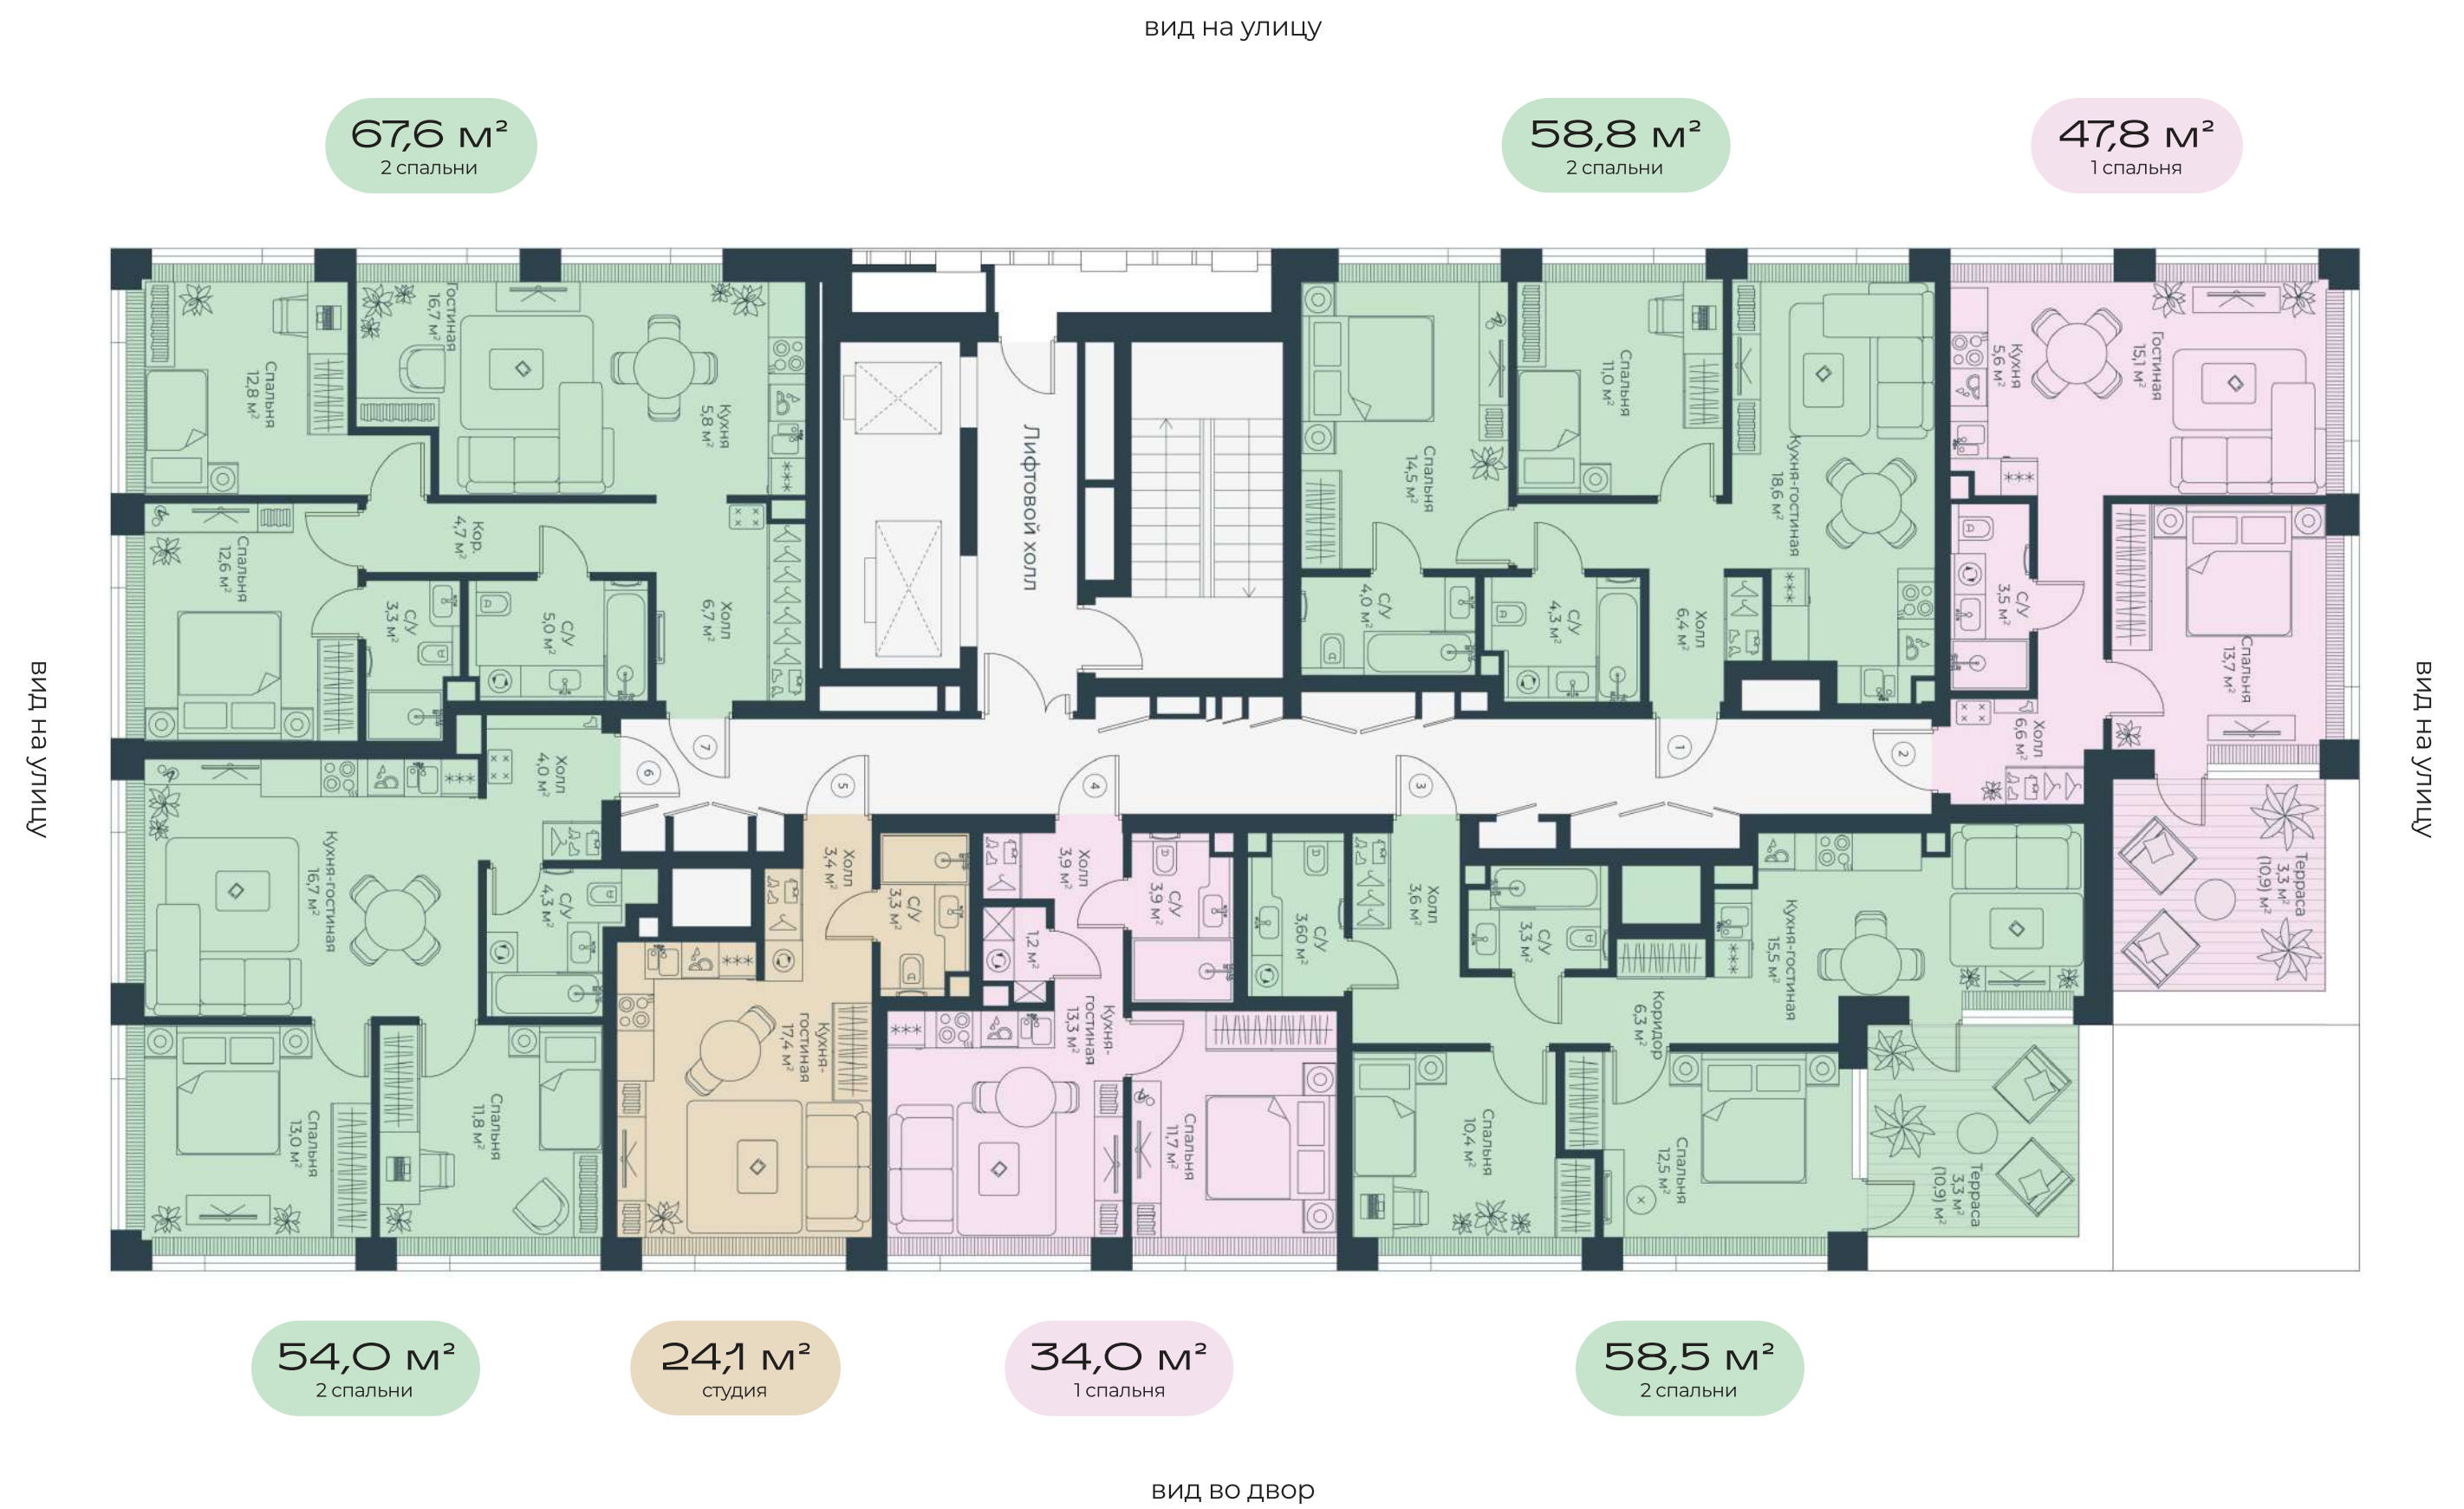 вид на улицу
67,6 м²
2 спальни
58,8 м²
2 спальни
47,8 м²
1 спальня
вид на улицу
Спальня
12,8 м²
Гостиная
16,7 м²
Кухня
5,8 м²
Спальня
12,6 м²
Кор.
4,7 м²
С/У
3,3 м²
С/У
5,0 м²
Холл
6,7 м²
Лифтовой холл
Спальня
14,5 м²
Спальня
11,0 м²
Кухня-гостиная
18,6 м²
С/У
4,0 м²
С/У
4,3 м²
Холл
6,4 м²
Кухня
5,6 м²
Гостиная
15,1 м²
С/У
3,5 м²
Спальня
13,7 м²
Холл
6,6 м²
вид на улицу
7
6
5
4
3
1
2
Холл
4,0 м²
Кухня-гостиная
16,7 м²
С/У
4,3 м²
Спальня
13,0 м²
Спальня
11,8 м²
Холл
3,4 м²
С/У
3,3 м²
Кухня-
гостиная
17,4 м²
Холл
3,9 м²
С/У
3,9 м²
1,2 м²
Кухня-
гостиная
13,3 м²
Спальня
11,7 м²
С/У
3,60 м²
Холл
3,6 м²
С/У
3,3 м²
Коридор
6,3 м²
Кухня-гостиная
15,5 м²
Спальня
10,4 м²
Спальня
12,5 м²
Терраса
3,3 м²
(10,9) м²
Терраса
3,3 м²
(10,9) м²
54,0 м²
2 спальни
24,1 м²
студия
34,0 м²
1 спальня
58,5 м²
2 спальни
вид во двор